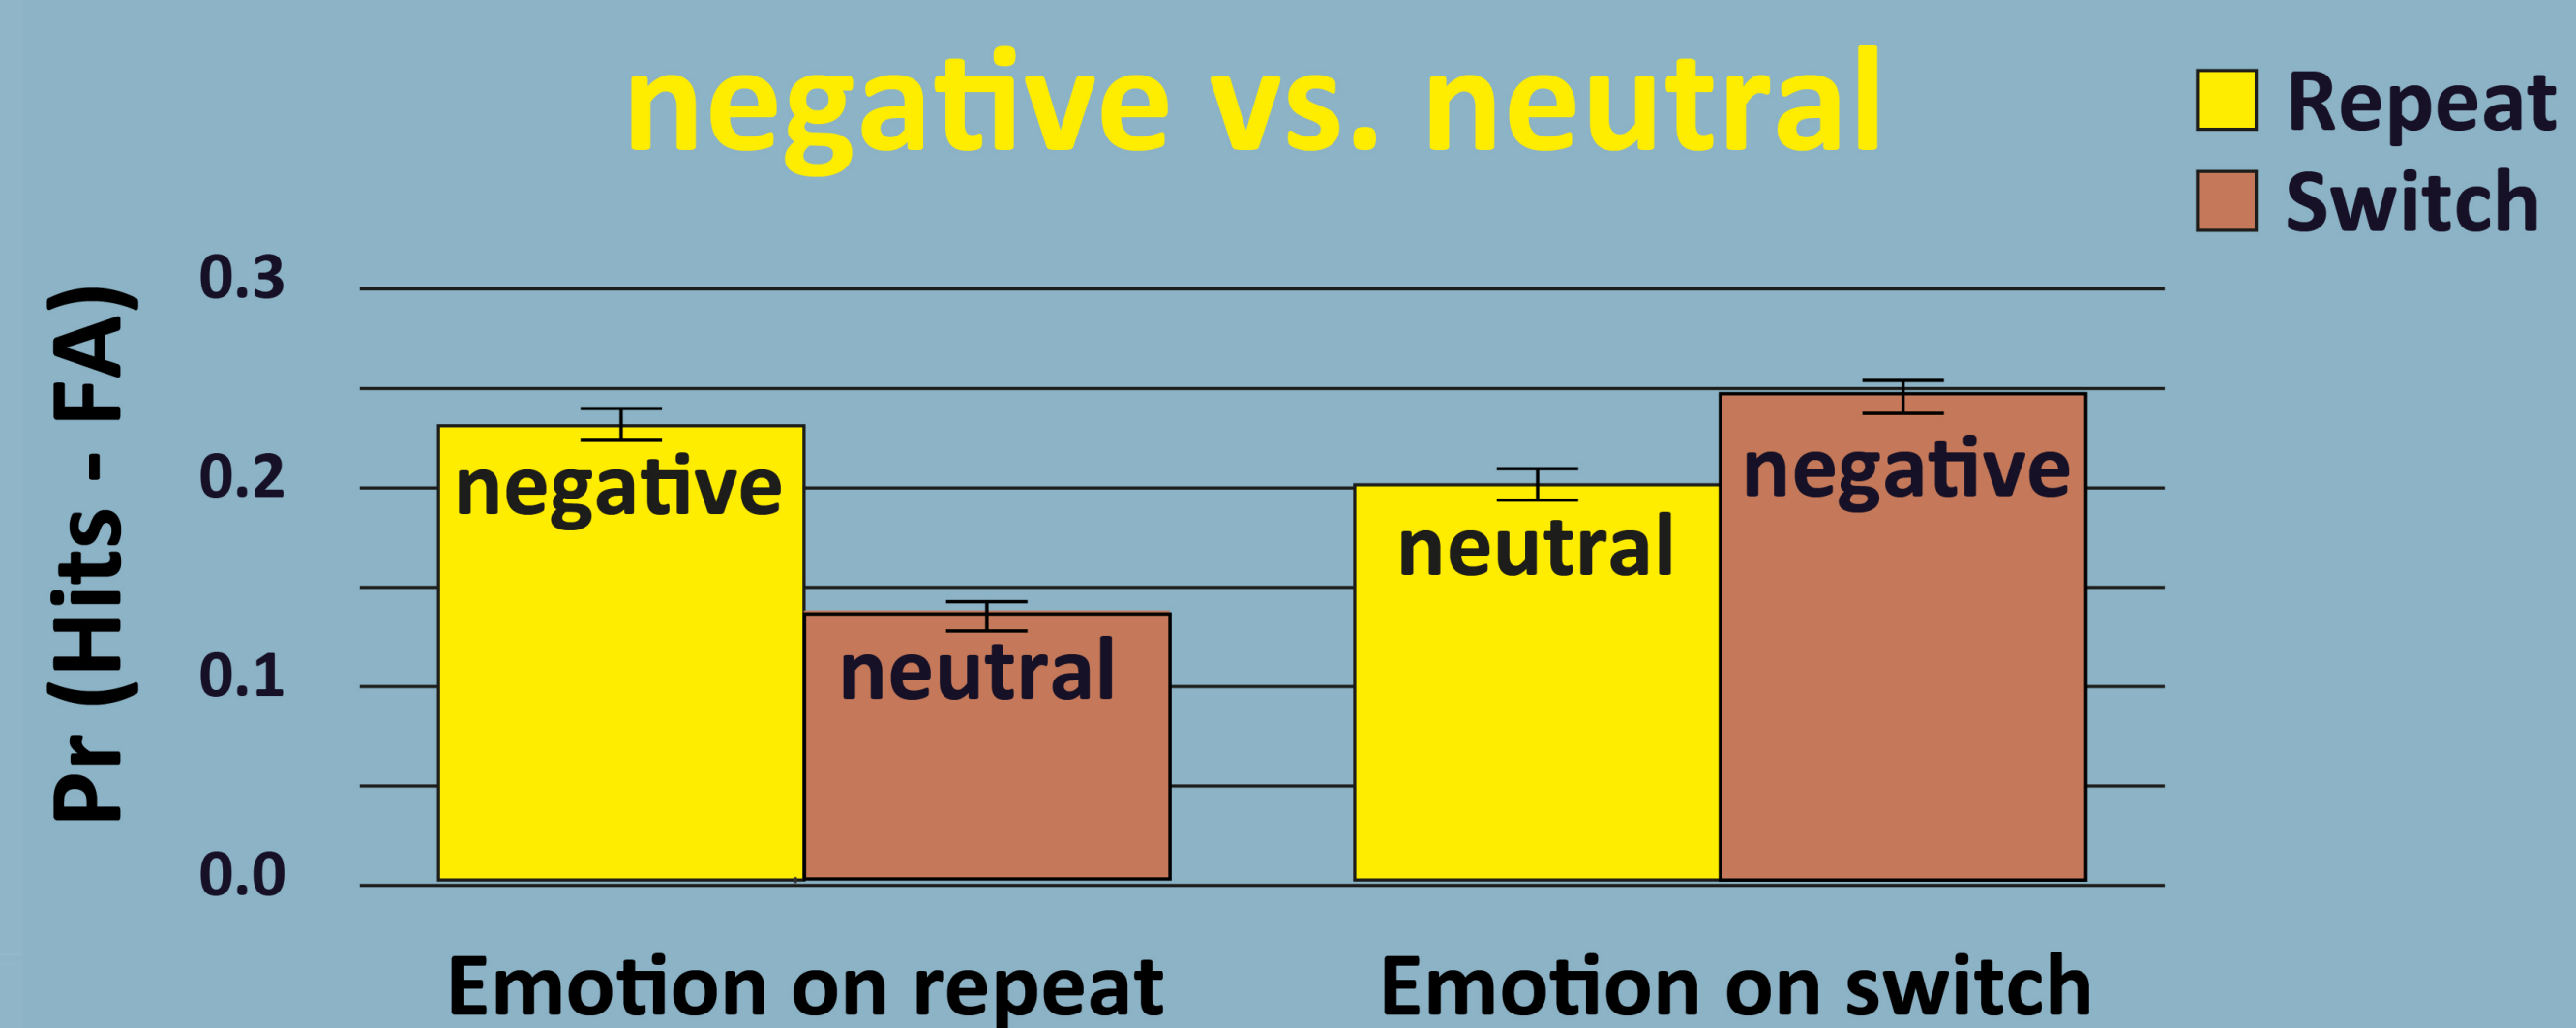 negative vs. neutral
Repeat
Switch
Pr (Hits - FA)
0.3
0.2
0.1
0.0
negative
neutral
neutral
negative
Emotion on repeat
Emotion on switch